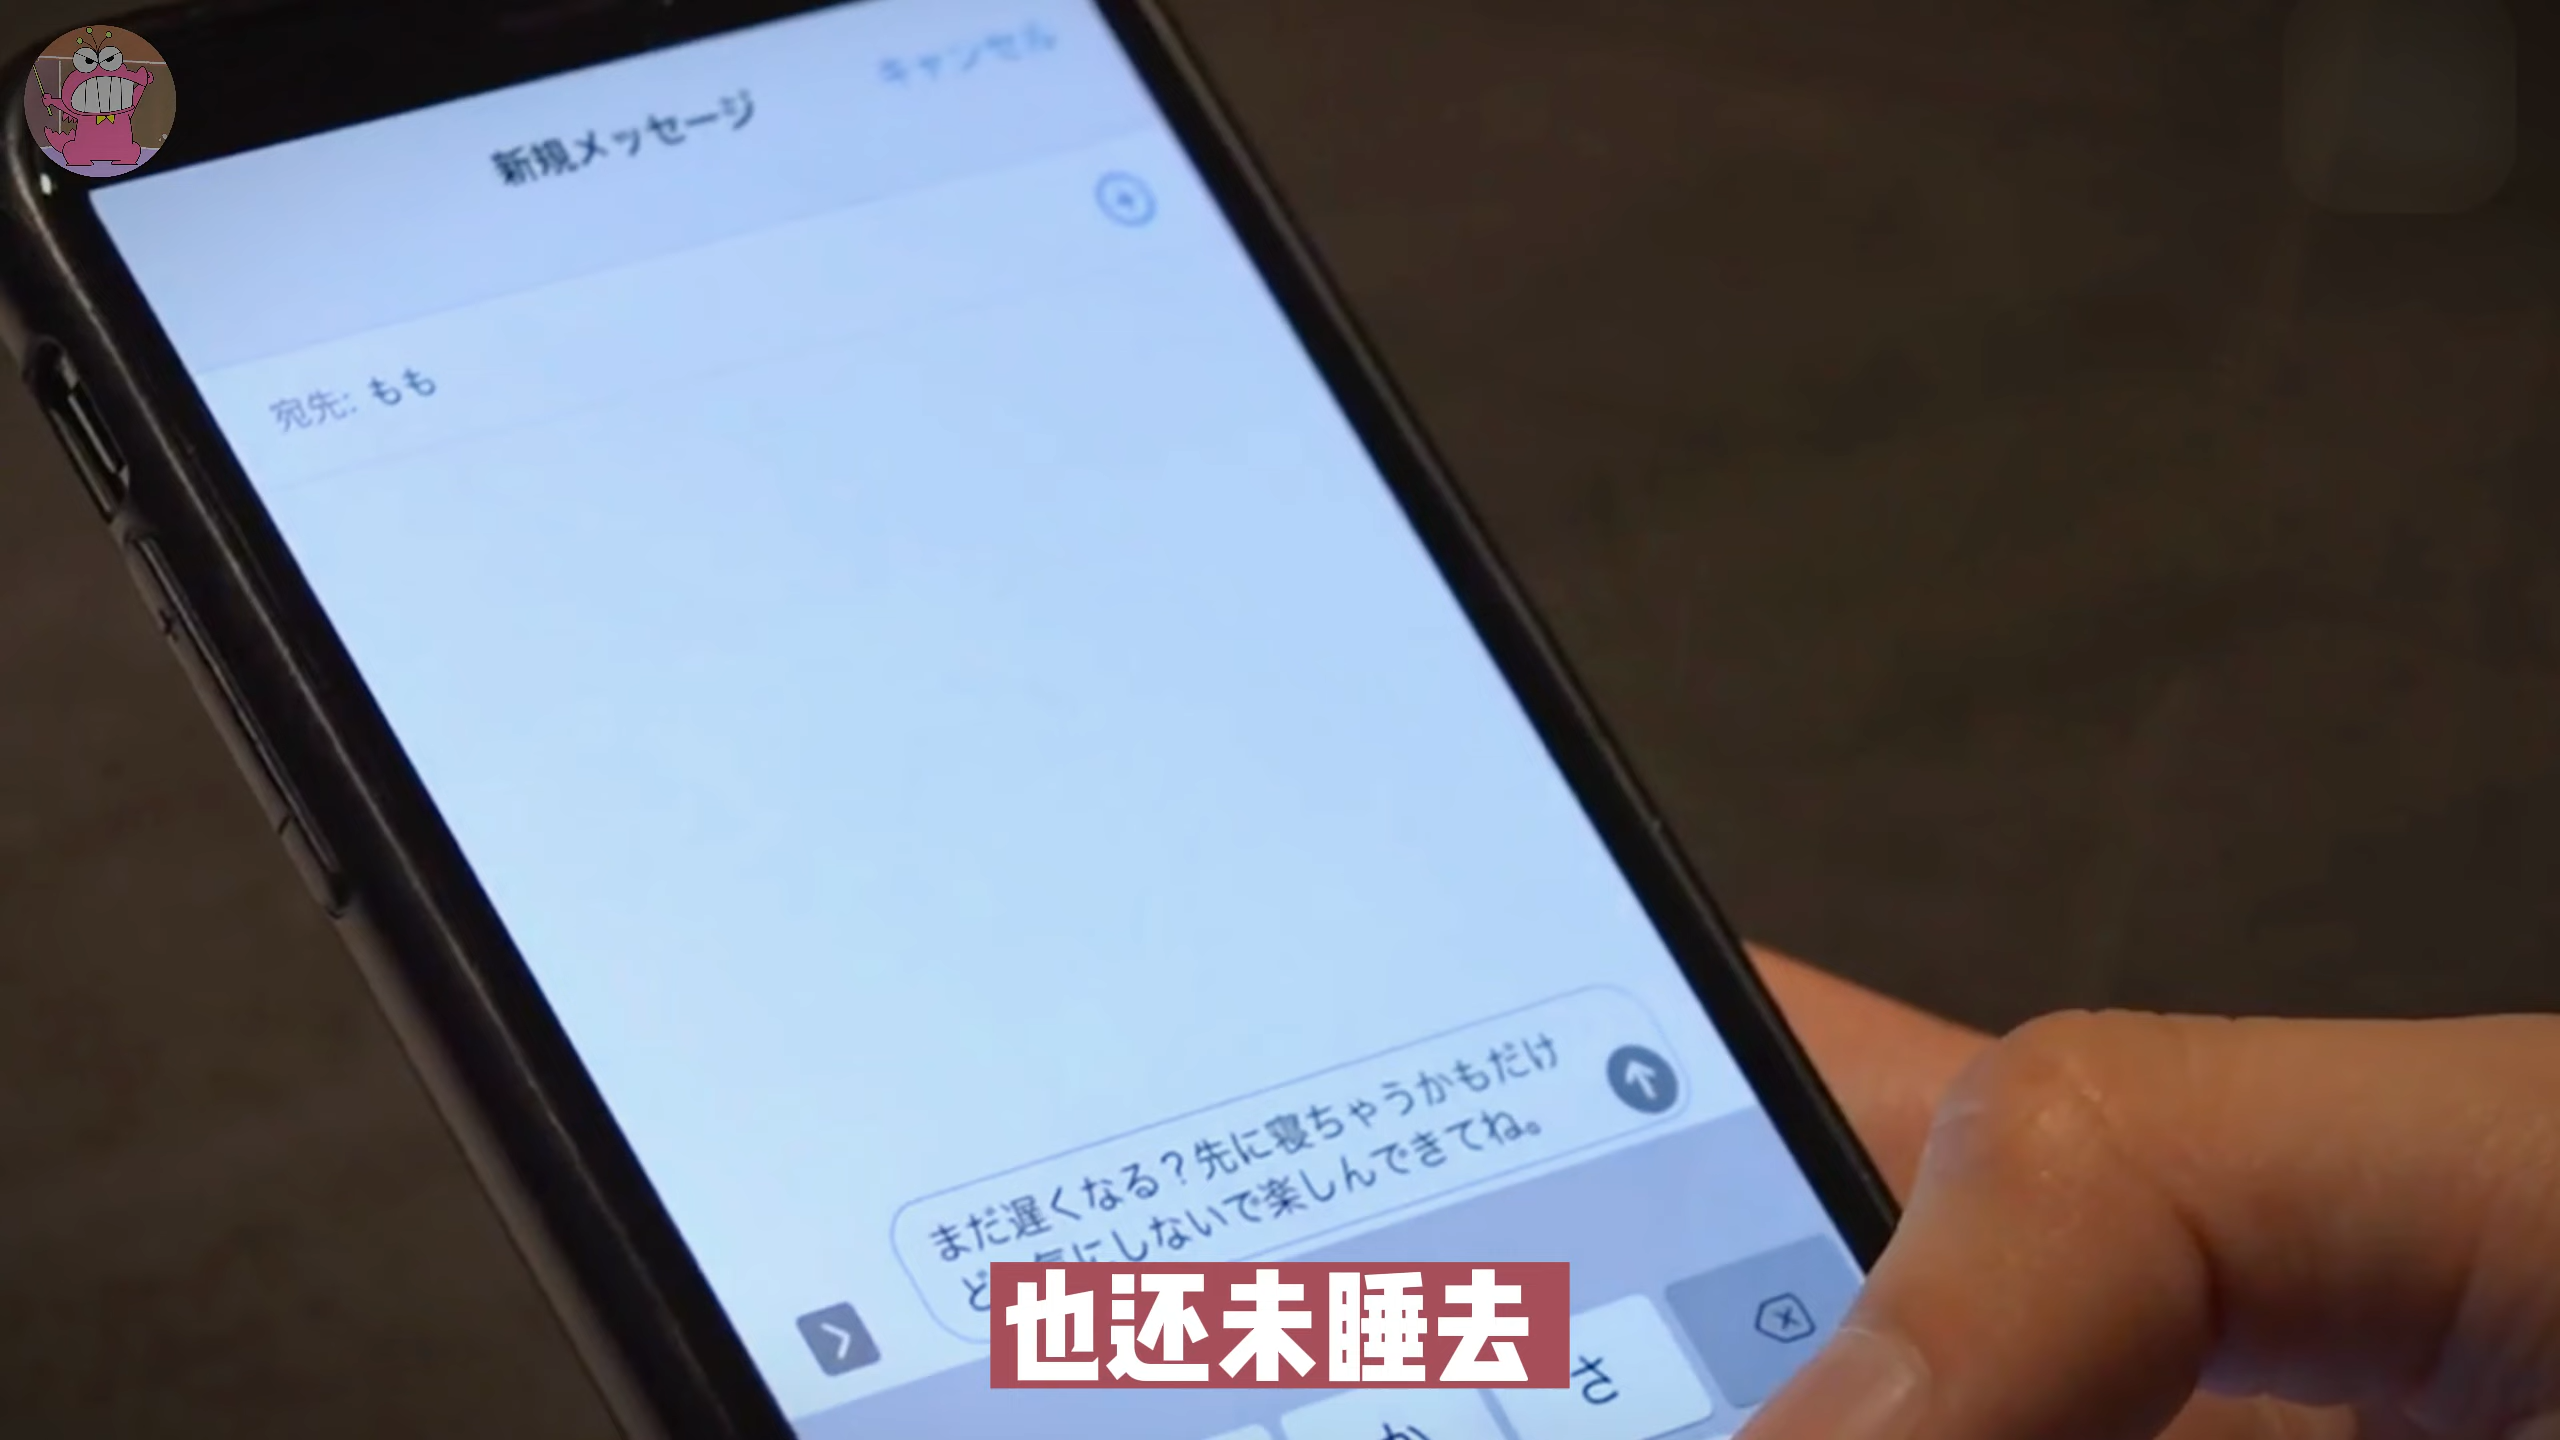 キャンセル
新規メッセージ
宛先: もも
まだ遅くなる？先に寝ちゃうかもだけ
ど 気にしないで楽しんできてね。
也还未睡去
さ
か